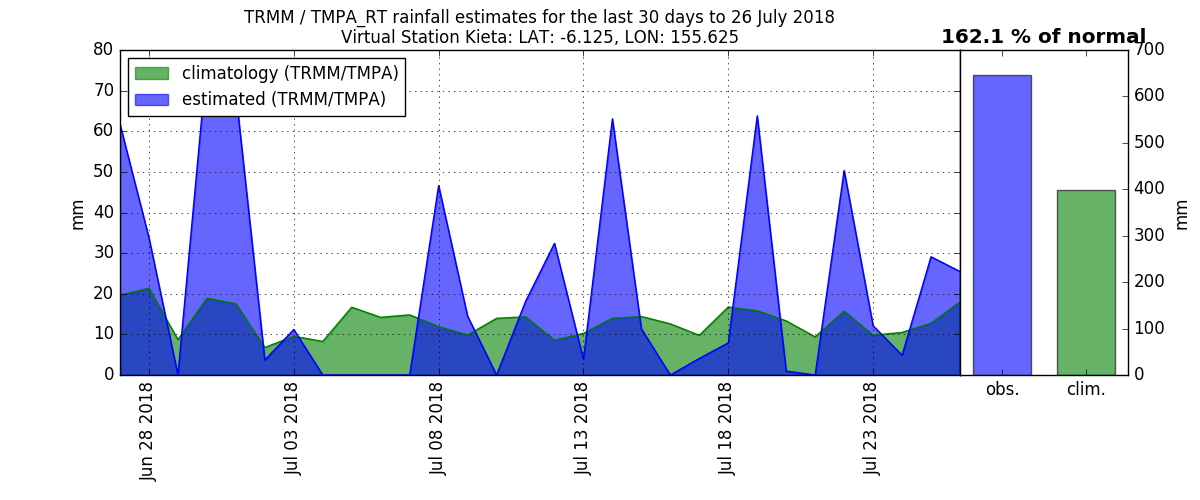 TRMM / TMPA_RT rainfall estimates for the last 30 days to 26 July 2018
Virtual Station Kieta: LAT: -6.125, LON: 155.625
162.1 % of normal
climatology (TRMM/TMPA)
estimated (TRMM/TMPA)
80
70
60
50
40
30
20
10
0
mm
Jun 28 2018
Jul 03 2018
Jul 08 2018
Jul 13 2018
Jul 18 2018
Jul 23 2018
700
600
500
400
300
200
100
0
mm
obs.
clim.